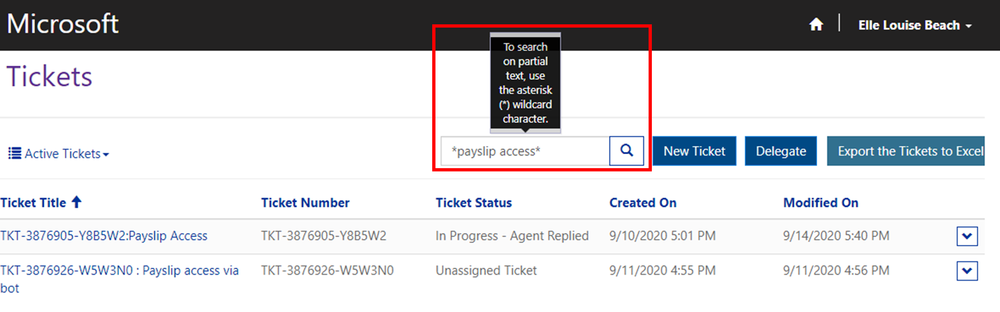 Microsoft
Elle Louise Beach
To search
on partial
text, use
the asterisk
(*) wildcard
character.
Tickets
Active Tickets
*payslip access*
New Ticket
Delegate
Export the Tickets to Excel
Ticket Title Ticket Number Ticket Status Created On Modified On
TKT-3876905-Y8B5W2:Payslip Access TKT-3876905-Y8B5W2 In Progress - Agent Replied 9/10/2020 5:01 PM 9/14/2020 5:40 PM
TKT-3876926-W5W3N0 : Payslip access via TKT-3876926-W5W3N0 Unassigned Ticket 9/11/2020 4:55 PM 9/11/2020 4:56 PM
bot